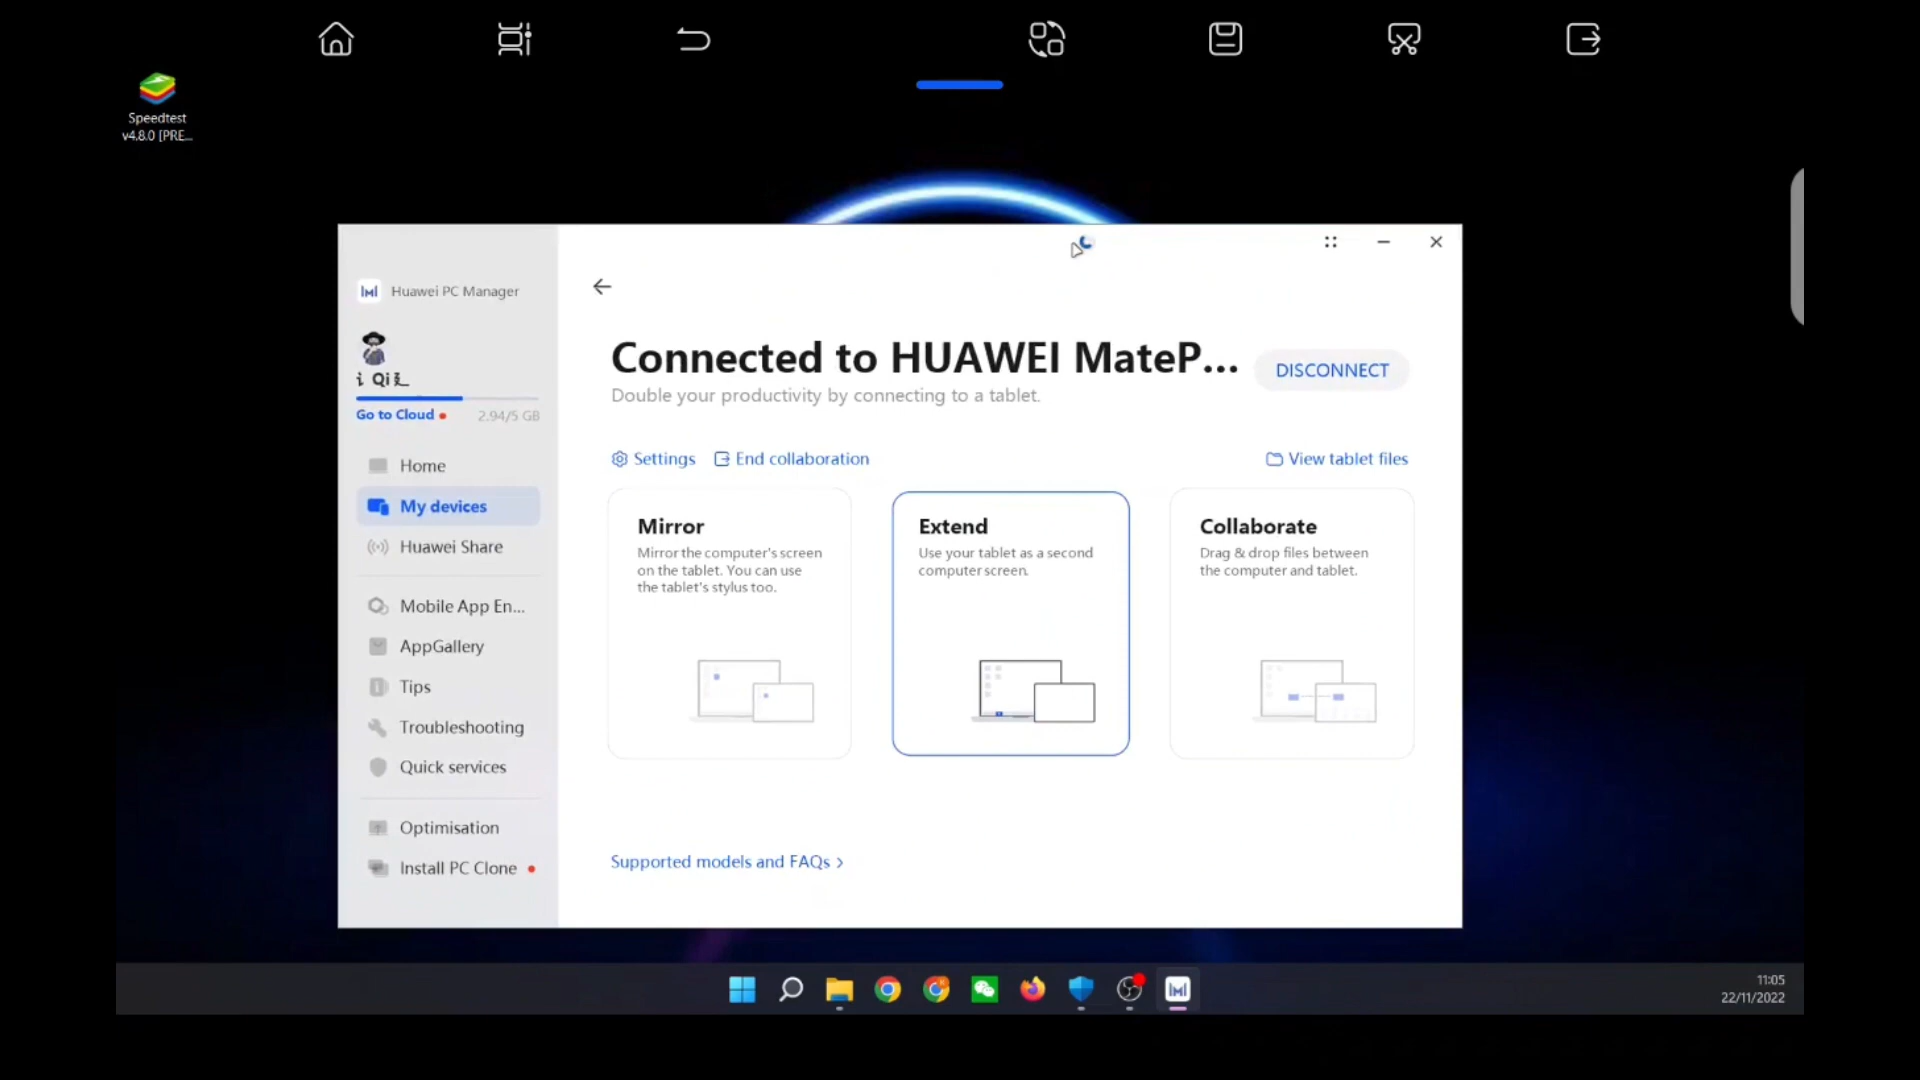 Speedtest
v4.8.0 [PRE...
Huawei PC Manager
Go to Cloud
2.94/5 GB
Home
My devices
Huawei Share
Mobile App En...
AppGallery
Tips
Troubleshooting
Quick services
Optimisation
Install PC Clone
Connected to HUAWEI MateP...
DISCONNECT
Double your productivity by connecting to a tablet.
Settings
End collaboration
View tablet files
Mirror
Mirror the computer's screen
on the tablet. You can use
the tablet's stylus too.
Extend
Use your tablet as a second
computer screen.
Collaborate
Drag & drop files between
the computer and tablet.
Supported models and FAQs >
11:05
22/11/2022